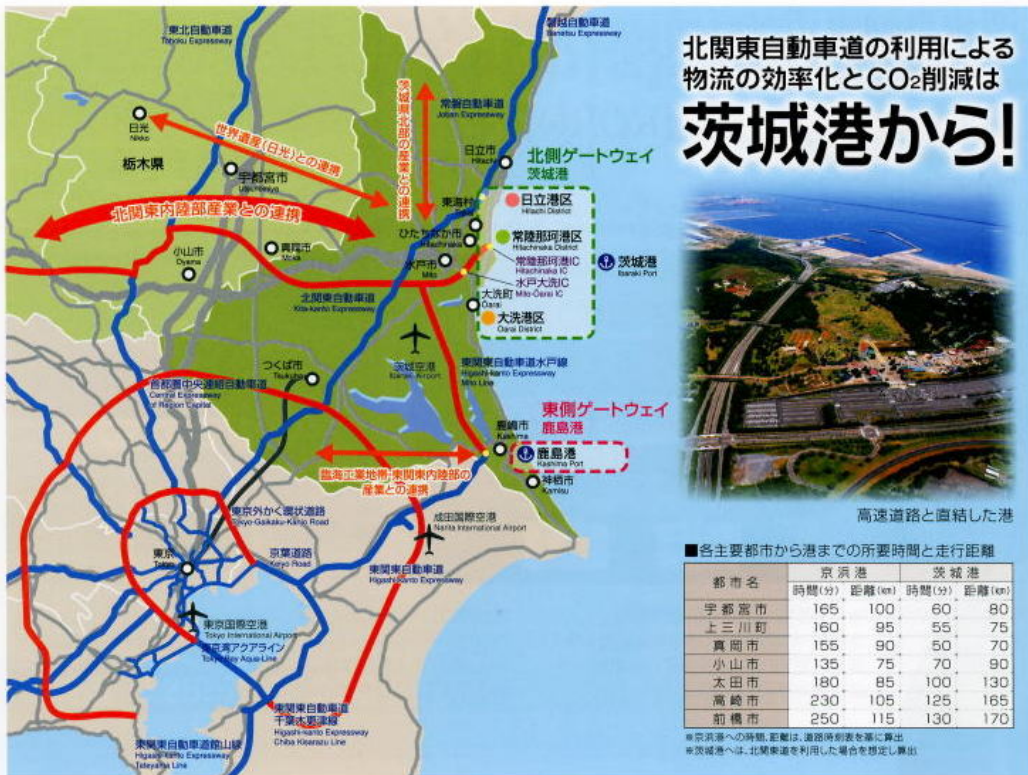 北関東自動車道の利用による
物流の効率化とCO₂削減は
茨城港から!
東北自動車道
Tohoku Expressway
磐越自動車道
Banetsu Expressway
常磐自動車道
Joban Expressway
茨城県北部の産業との連携
世界遺産(日光)との連携
日光
Nikko
栃木県
宇都宮市
Utsunomiya
日立市
Hitachi
北側ゲートウェイ
茨城港
東海村
日立港区
Hitachi District
北関東内陸部産業との連携
ひたちなか市
Hitachinaka
常陸那珂港区
Hitachinaka District
小山市
Oyama
真岡市
Moka
水戸市
Mito
常陸那珂港IC
Hitachinaka IC
茨城港
Ibaraki Port
水戸大洗IC
Mito-Oarai IC
北関東自動車道
Kita-kanto Expressway
大洗町
Oarai
大洗港区
Oarai District
つくば市
Tsukuba
茨城空港
Ibaraki Airport
東関東自動車道水戸線
Higashi-kanto Expressway
Mito Line
首都圏中央連絡自動車道
Central Expressway
of Region Capital
東側ゲートウェイ
鹿島港
鹿嶋市
Kashima
鹿島港
Kashima Port
臨海工業地帯・東関東内陸部の
産業との連携
神栖市
Kamisu
東京外かく環状道路
Tokyo-Gaikaku-Kanjo Road
成田国際空港
Narita International Airport
東京
Tokyo
京葉道路
Keiyo Road
東関東自動車道
Higashi-kanto Expressway
東京国際空港
Tokyo International Airport
東京湾アクアライン
Tokyo Bay Aqua-Line
東関東自動車道
千葉木更津線
Higashi-kanto Expressway
Chiba Kisarazu Line
東関東自動車道館山線
Higashi-kanto Expressway
Tateyama Line
高速道路と直結した港
■各主要都市から港までの所要時間と走行距離
都市名 京浜港 茨城港
時間(分) 距離(km) 時間(分) 距離(km)
宇都宮市 165 100 60 80
上三川町 160 95 55 75
真岡市 155 90 50 70
小山市 135 75 70 90
太田市 180 85 100 130
高崎市 230 105 125 165
前橋市 250 115 130 170
※京浜港への時間、距離は、道路時刻表を基に算出
※茨城港へは、北関東道を利用した場合を想定し算出